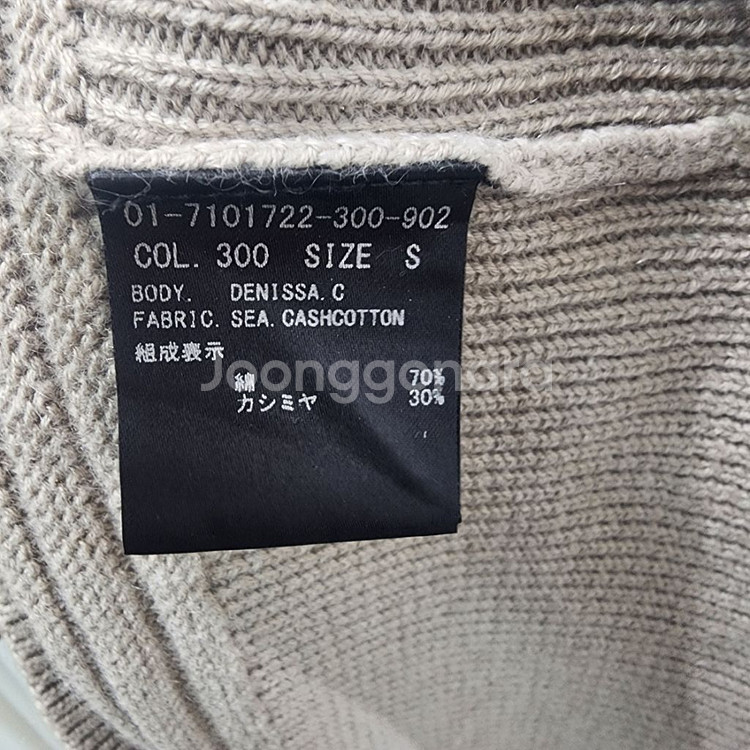 01-7101722-300-902
COL. 300 SIZE S
BODY. DENISSA.C
FABRIC. SEA.CASHCOTTON
組成表示
綿 70%
カシミヤ 30%
Joonggonara